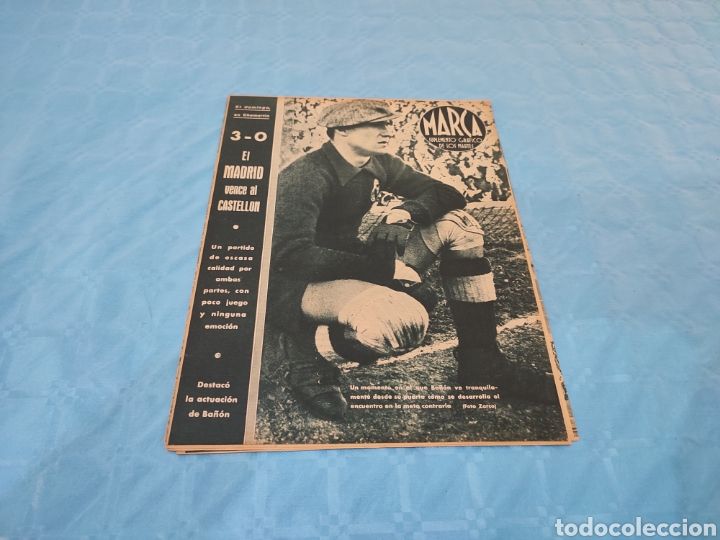 El domingo,
en Chamartín
3-0
El
MADRID
vence al
CASTELLON
Un partido
de escasa
calidad por
ambas
partes, con
poco juego
y ninguna
emoción
Destacó
la actuación
de Bañón
MARCA
SUPLEMENTO GRAFICO
DE LOS MARTES
Un momento en el que Bañón ve tranquila-
mente desde su puerta cómo se desarrolla el
encuentro en la meta contraria (Foto Zarco)
todocoleccion